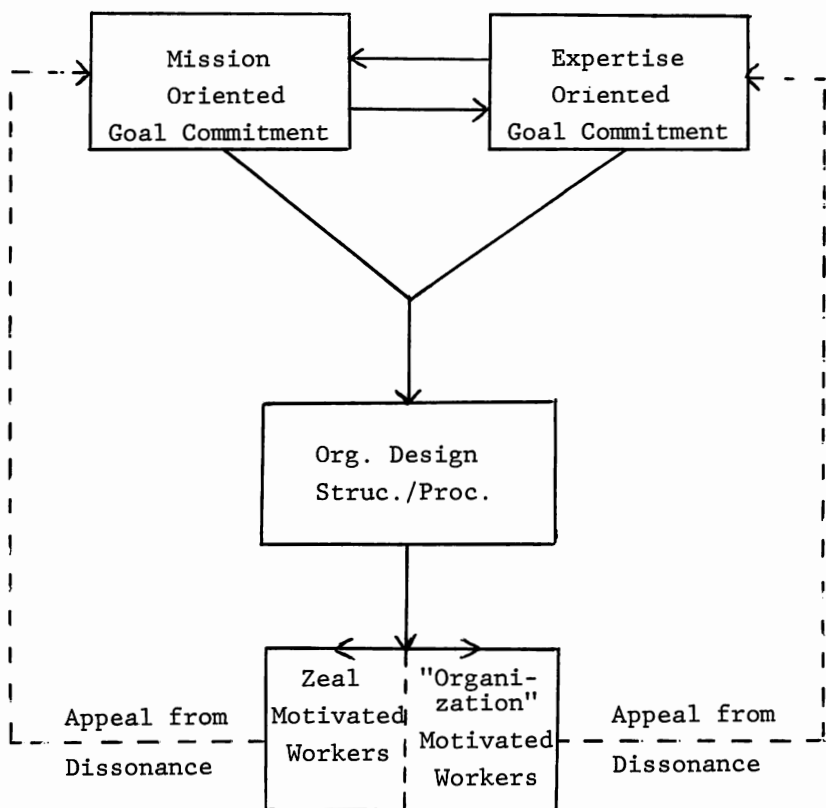 Mission
Oriented
Goal Commitment
Expertise
Oriented
Goal Commitment
Org. Design
Struc./Proc.
Zeal
Motivated
Workers
"Organi-
zation"
Motivated
Workers
Appeal from
Dissonance
Appeal from
Dissonance